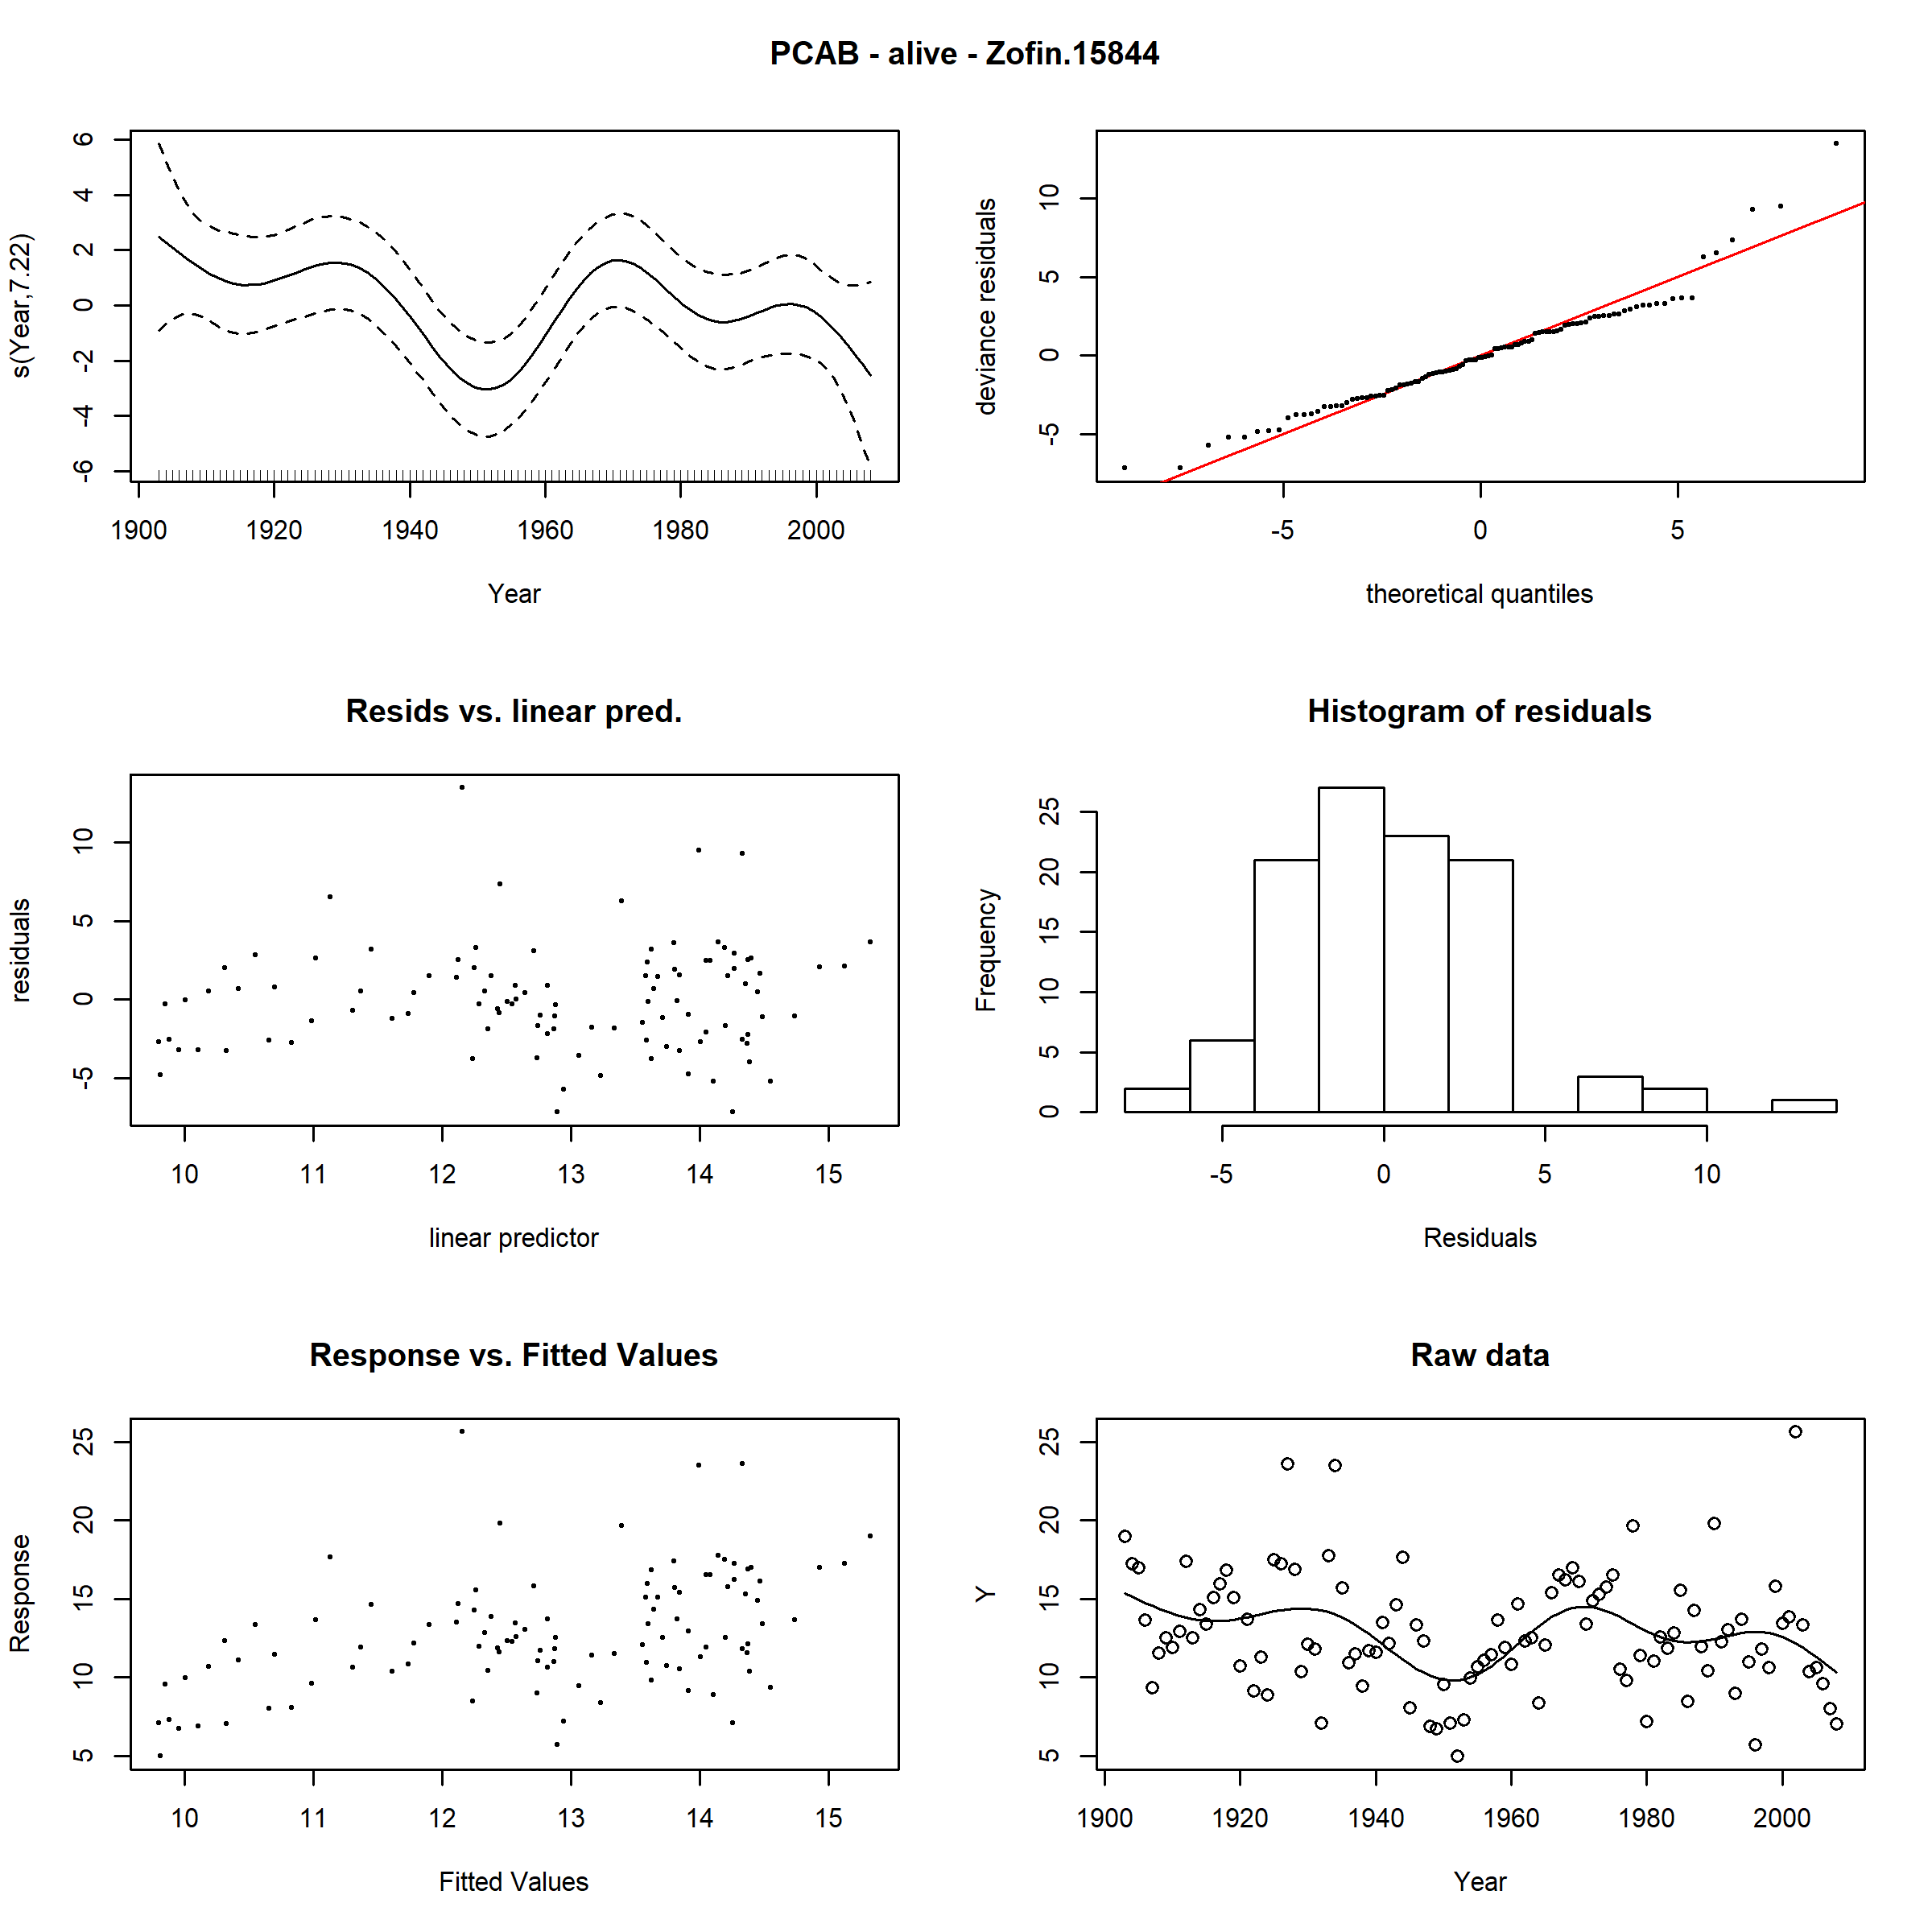 PCAB - alive - Zofin.15844
s(Year,7.22)
6
4
2
0
-2
-4
-6
1900 1920 1940 1960 1980 2000
Year
deviance residuals
10
5
0
-5
-5 0 5
theoretical quantiles
Resids vs. linear pred.
residuals
10
5
0
-5
10 11 12 13 14 15
linear predictor
Histogram of residuals
Frequency
25
20
15
10
5
0
-5 0 5 10
Residuals
Response vs. Fitted Values
Response
25
20
15
10
5
10 11 12 13 14 15
Fitted Values
Raw data
Y
25
20
15
10
5
1900 1920 1940 1960 1980 2000
Year